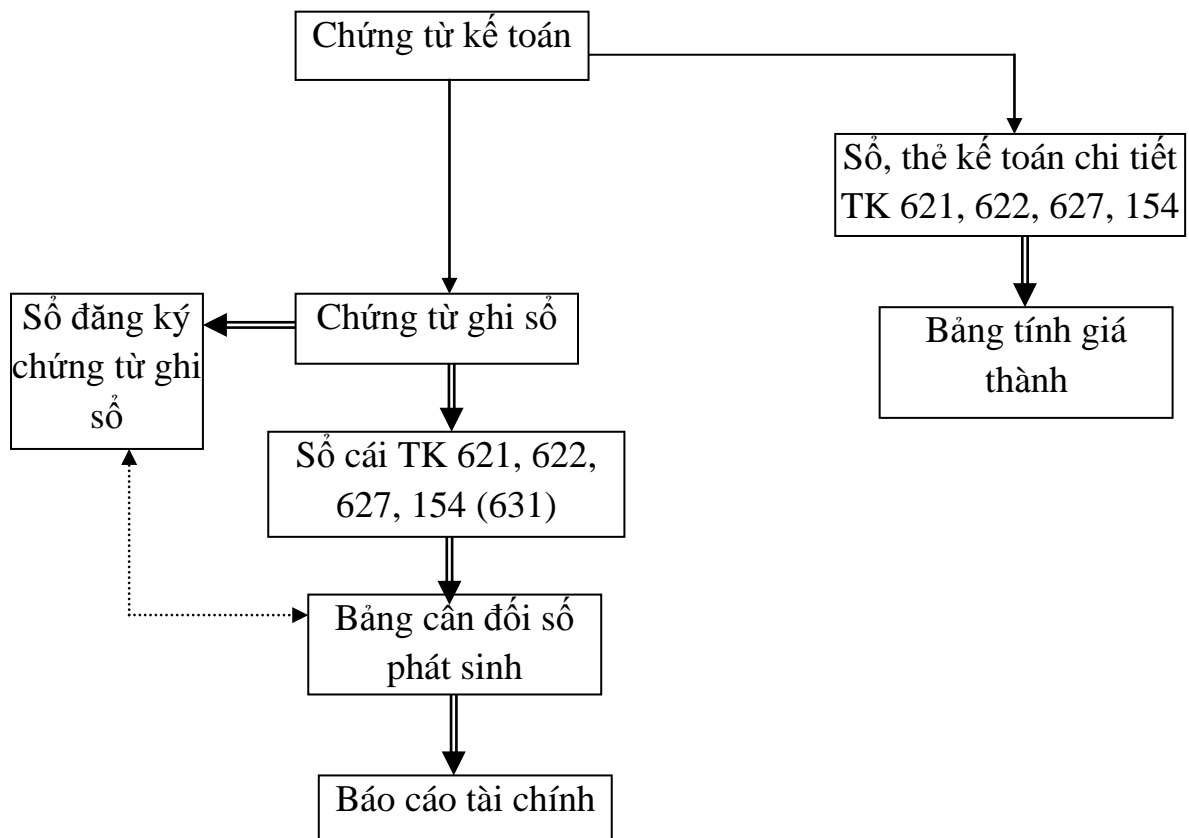 Chứng từ kế toán
Sổ, thẻ kế toán chi tiết
TK 621, 622, 627, 154
Sổ đăng ký
chứng từ ghi
sổ
Chứng từ ghi sổ
Bảng tính giá
thành
Sổ cái TK 621, 622,
627, 154 (631)
Bảng cân đối số
phát sinh
Báo cáo tài chính